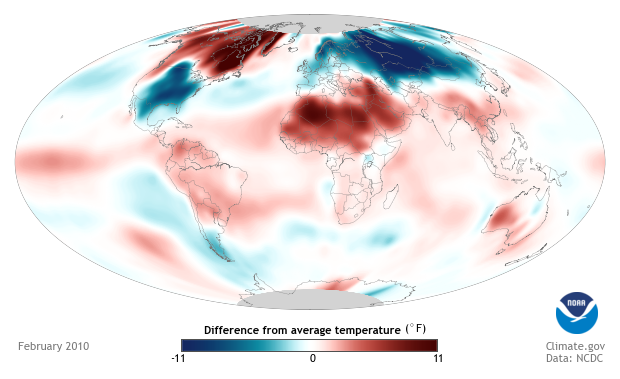 NOAA
Difference from average temperature (°F)
February 2010
-11
0
11
Climate.gov
Data: NCDC